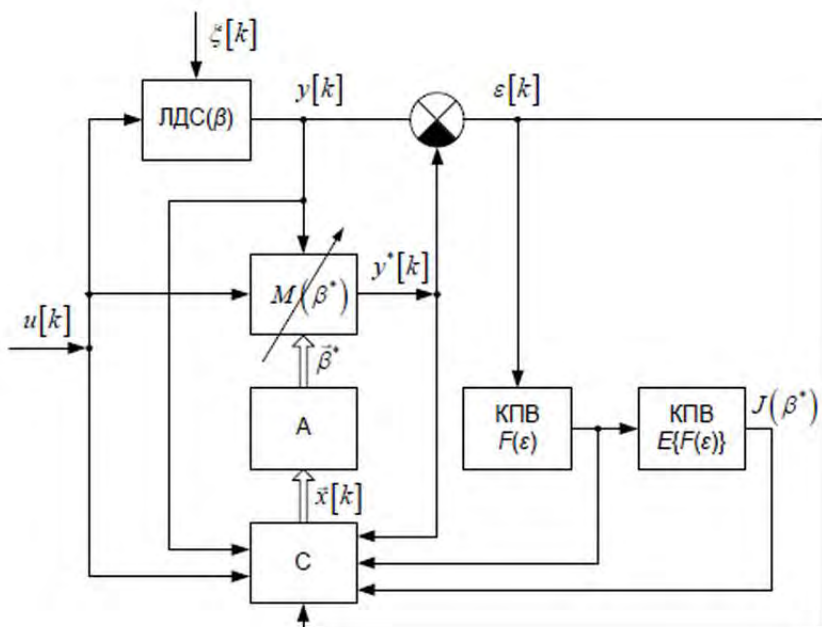 ξ[k]
ЛДС(β)
y[k]
ε[k]
M(β*)
y*[k]
u[k]
β⃗*
А
x⃗[k]
С
КПВ
F(ε)
КПВ
E{F(ε)}
J(β*)